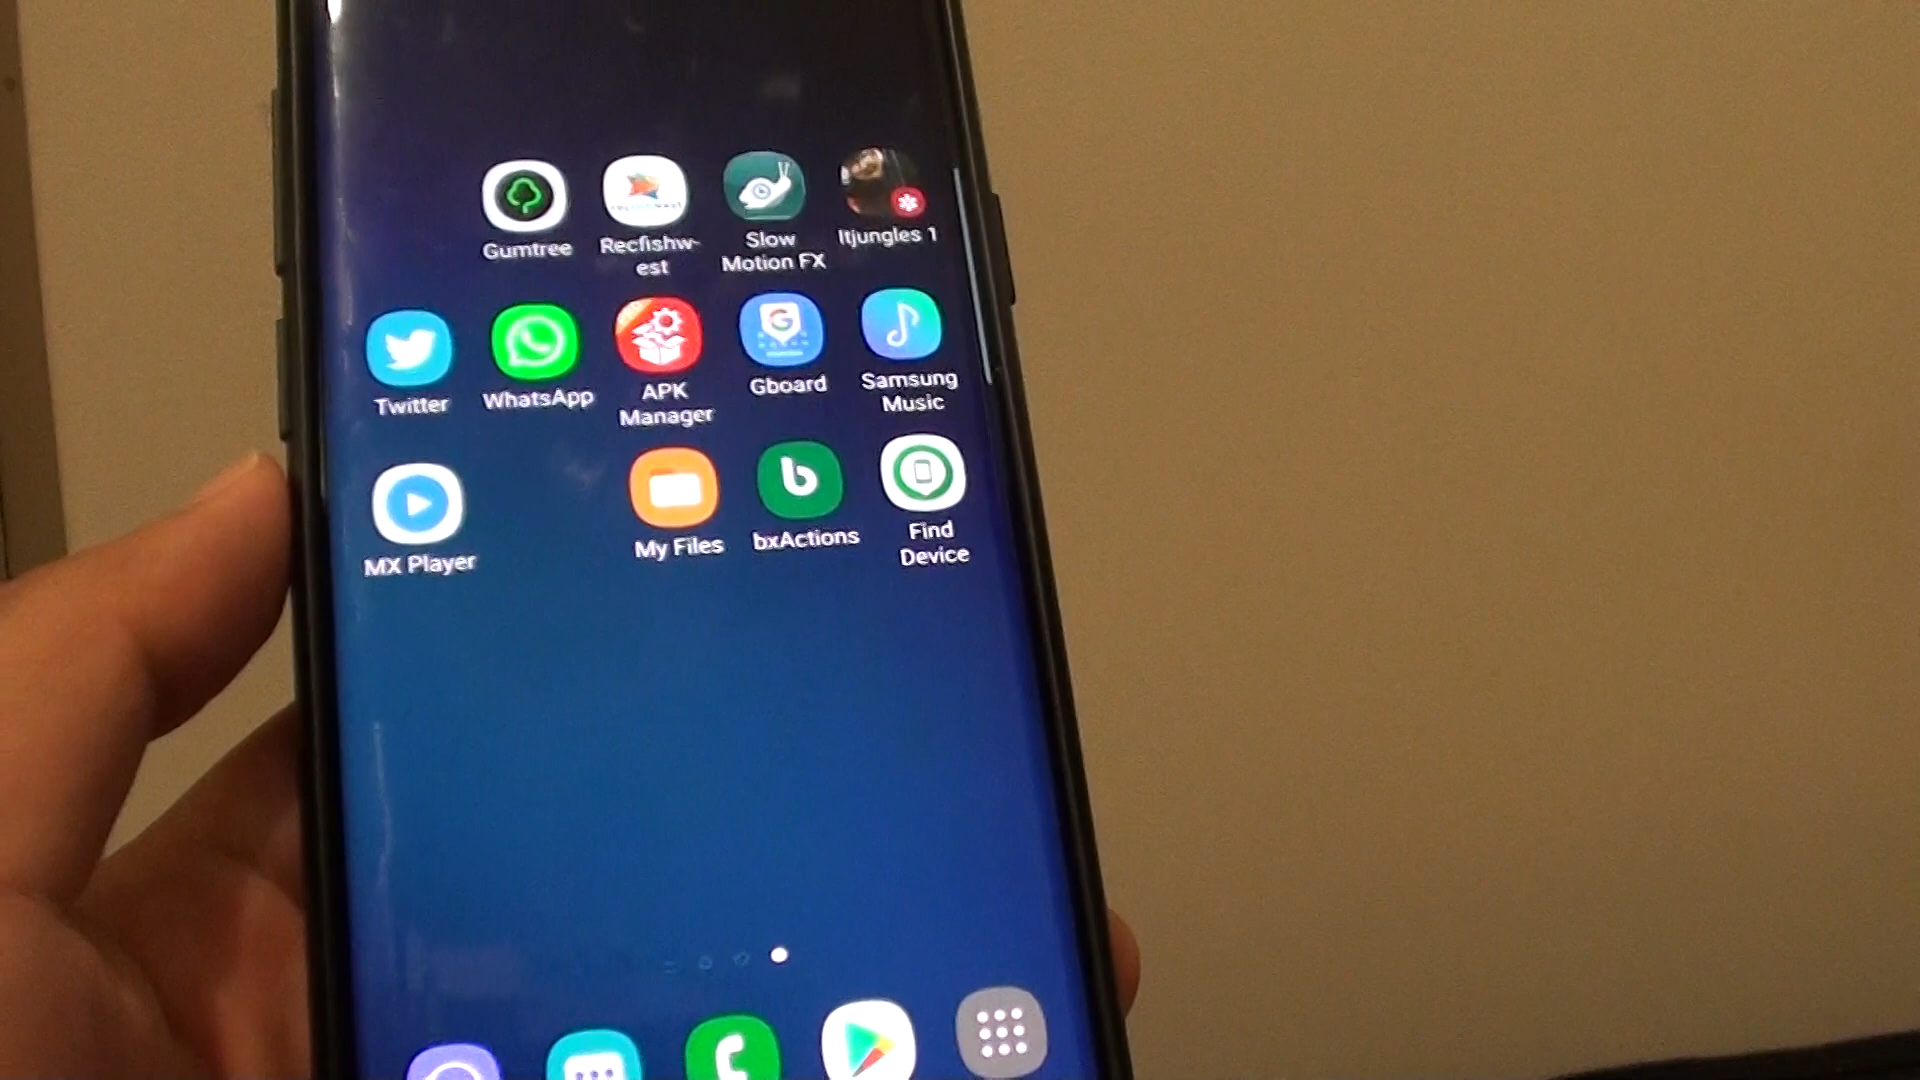 Gumtree
Recfishw-
est
Slow
Motion FX
Itjungles 1
Twitter
WhatsApp
APK
Manager
Gboard
Samsung
Music
MX Player
My Files
bxActions
Find
Device